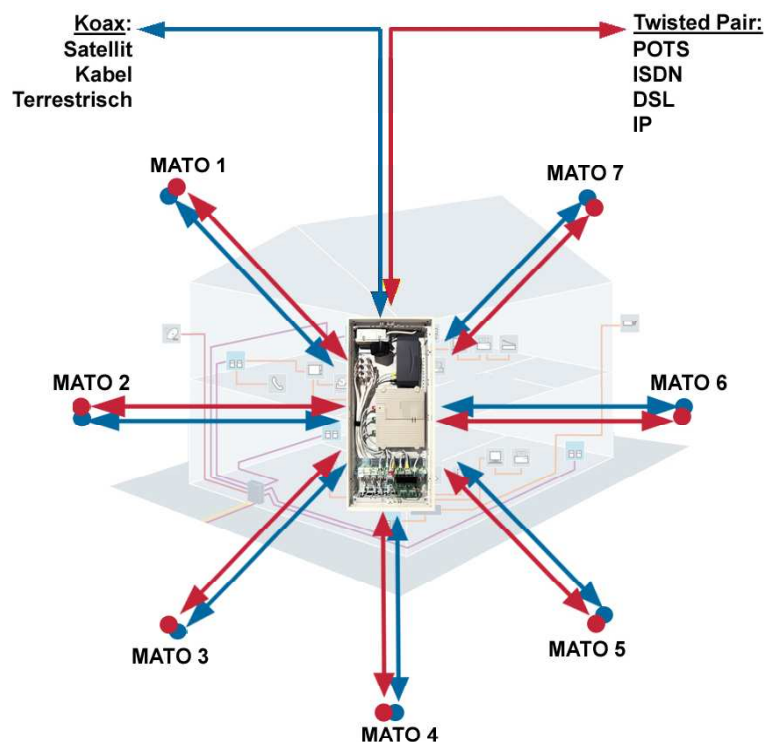 Koax:
Satellit
Kabel
Terrestrisch
Twisted Pair:
POTS
ISDN
DSL
IP
MATO 1
MATO 7
MATO 2
MATO 6
MATO 3
MATO 5
MATO 4